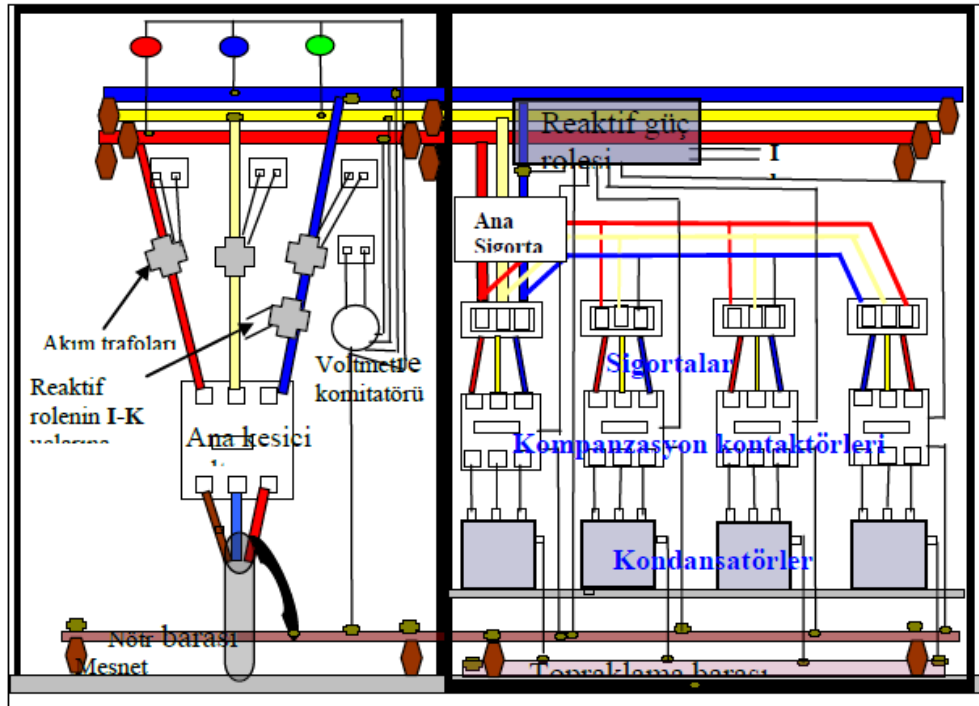 Reaktif güç
rolesi
I
Ana
Sigorta
Akım trafoları
Reaktif
rolenin I-K
Voltmetre
komitatörü
Ana kesici
Sigortalar
Kompanzasyon kontaktörleri
Kondansatörler
Nötr barası
Mesnet
Topraklama barası